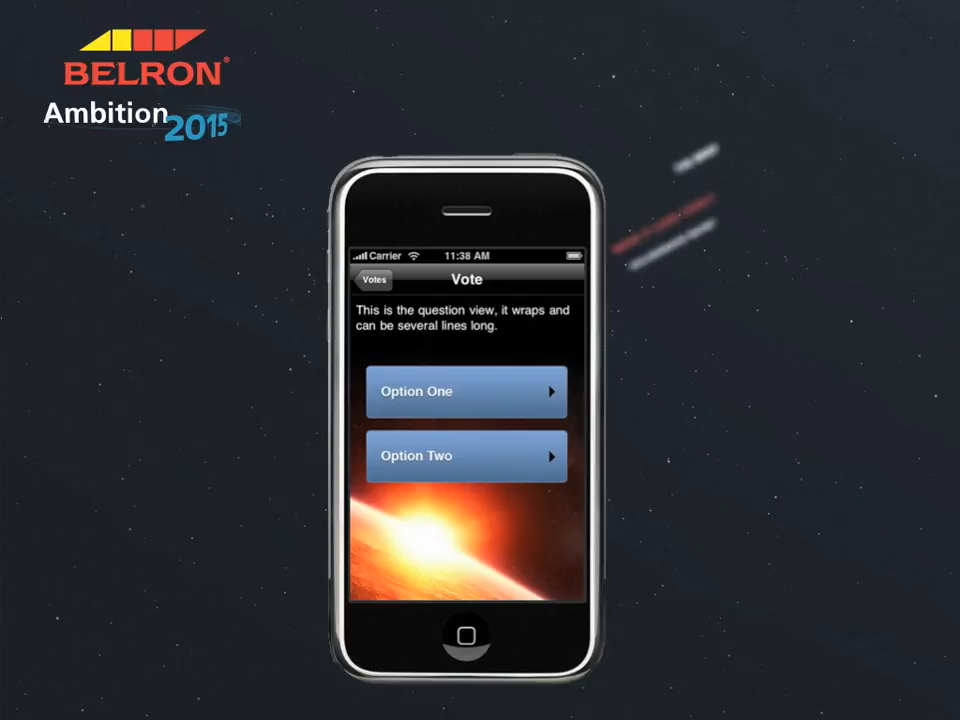 BELRON®
Ambition
2015
Carrier 11:38 AM
Votes Vote
This is the question view, it wraps and
can be several lines long.
Option One
Option Two